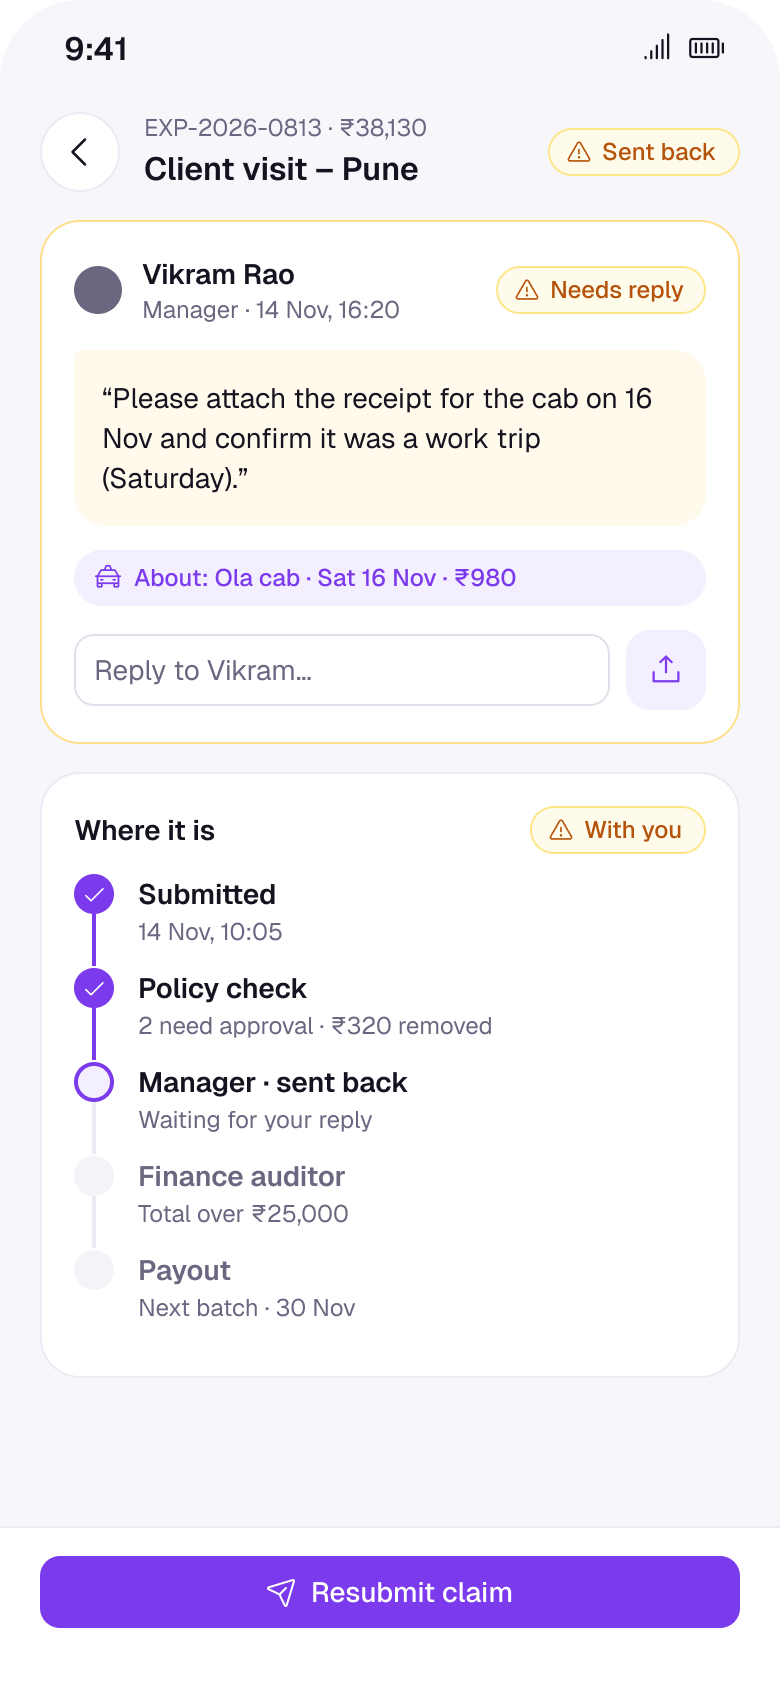 9:41
EXP-2026-0813 · ₹38,130
Client visit – Pune
Sent back
Vikram Rao
Manager · 14 Nov, 16:20
Needs reply
“Please attach the receipt for the cab on 16
Nov and confirm it was a work trip
(Saturday).”
About: Ola cab · Sat 16 Nov · ₹980
Reply to Vikram...
Where it is
With you
Submitted
14 Nov, 10:05
Policy check
2 need approval · ₹320 removed
Manager · sent back
Waiting for your reply
Finance auditor
Total over ₹25,000
Payout
Next batch · 30 Nov
Resubmit claim